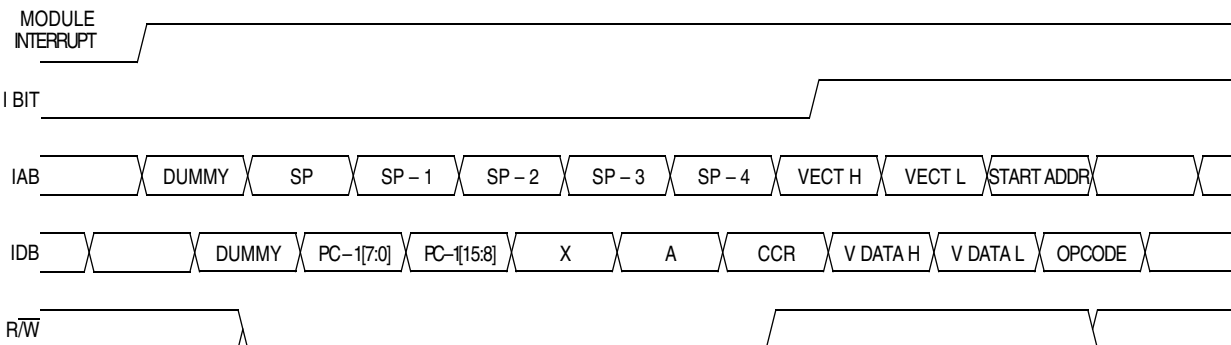 MODULE
INTERRUPT
I BIT
IAB DUMMY SP SP – 1 SP – 2 SP – 3 SP – 4 VECT H VECT L START ADDR
IDB DUMMY PC–1[7:0] PC–1[15:8] X A CCR V DATA H V DATA L OPCODE
R/W